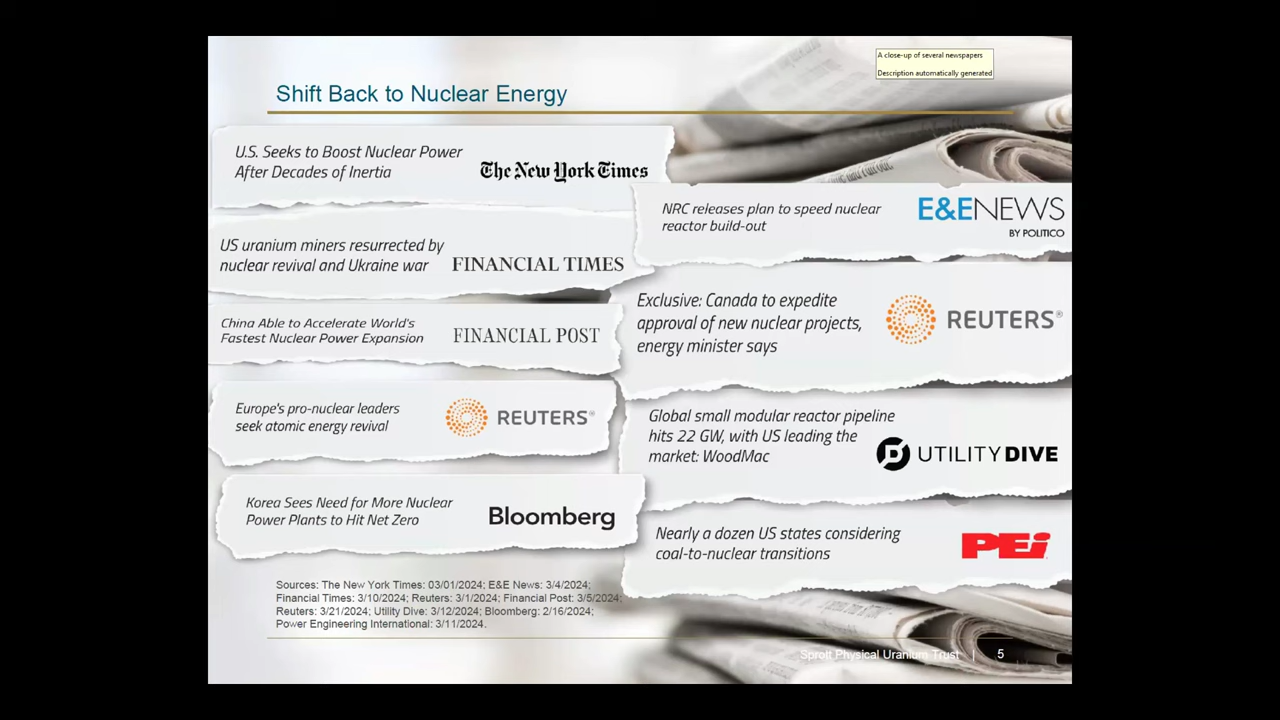 A close-up of several newspapers
Description automatically generated
Shift Back to Nuclear Energy
U.S. Seeks to Boost Nuclear Power
After Decades of Inertia
The New York Times
NRC releases plan to speed nuclear
reactor build-out
E&ENEWS
BY POLITICO
US uranium miners resurrected by
nuclear revival and Ukraine war
FINANCIAL TIMES
Exclusive: Canada to expedite
approval of new nuclear projects,
energy minister says
REUTERS®
China Able to Accelerate World's
Fastest Nuclear Power Expansion
FINANCIAL POST
Europe's pro-nuclear leaders
seek atomic energy revival
REUTERS®
Global small modular reactor pipeline
hits 22 GW, with US leading the
market: WoodMac
UTILITY DIVE
Korea Sees Need for More Nuclear
Power Plants to Hit Net Zero
Bloomberg
Nearly a dozen US states considering
coal-to-nuclear transitions
PEi
Sources: The New York Times: 03/01/2024; E&E News: 3/4/2024;
Financial Times: 3/10/2024; Reuters: 3/1/2024; Financial Post: 3/5/2024;
Reuters: 3/21/2024; Utility Dive: 3/12/2024; Bloomberg: 2/16/2024;
Power Engineering International: 3/11/2024.
Sprott Physical Uranium Trust | 5